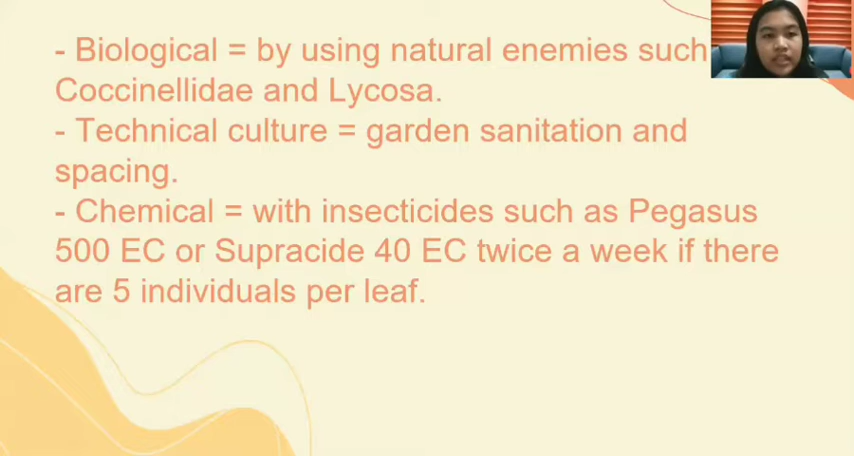 - Biological = by using natural enemies such
Coccinellidae and Lycosa.
- Technical culture = garden sanitation and
spacing.
- Chemical = with insecticides such as Pegasus
500 EC or Supracide 40 EC twice a week if there
are 5 individuals per leaf.